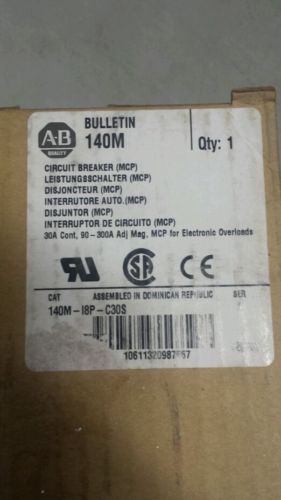 A-B
QUALITY
BULLETIN
140M
Qty: 1
CIRCUIT BREAKER (MCP)
LEISTUNGSSCHALTER (MCP)
DISJONCTEUR (MCP)
INTERRUTORE AUTO. (MCP)
DISJUNTOR (MCP)
INTERRUPTOR DE CIRCUITO (MCP)
30A Cont, 90-300A Adj Mag, MCP for Electronic Overloads
CAT ASSEMBLED IN DOMINICAN REPUBLIC SER
140M-I8P-C30S